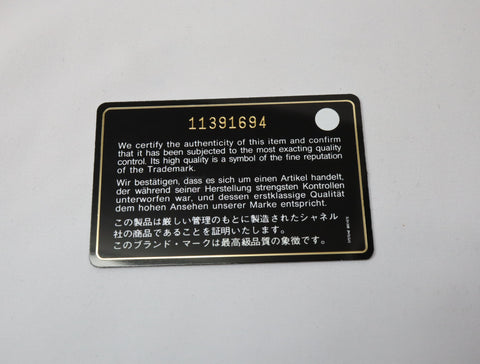 11391694
We certify the authenticity of this item and confirm
that it has been subjected to the most exacting quality
control. Its high quality is a symbol of the fine reputation
of the Trademark.
Wir bestätigen, dass es sich um einen Artikel handelt,
der während seiner Herstellung strengsten Kontrollen
unterworfen war, und dessen erstklassige Qualität
dem hohen Ansehen unserer Marke entspricht.
この製品は厳しい管理のもとに製造されたシャネル
社の商品であることを証明いたします。
このブランド・マークは最高級品質の象徴です。